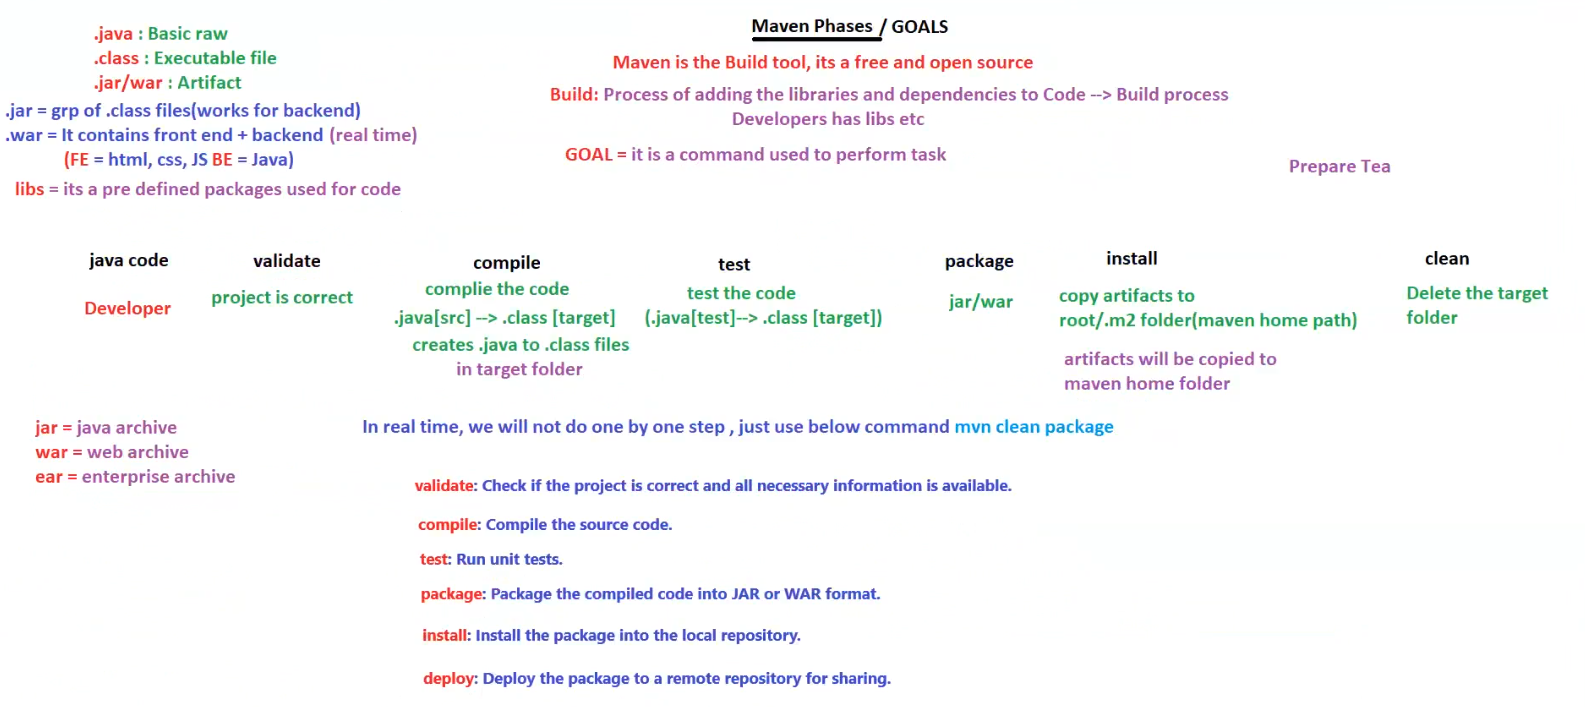 Maven Phases / GOALS
.java : Basic raw
.class : Executable file
.jar/war : Artifact
.jar = grp of .class files(works for backend)
.war = It contains front end + backend (real time)
(FE = html, css, JS BE = Java)
libs = its a pre defined packages used for code
Maven is the Build tool, its a free and open source
Build: Process of adding the libraries and dependencies to Code --> Build process
Developers has libs etc
GOAL = it is a command used to perform task
Prepare Tea
java code
Developer
validate
project is correct
compile
complie the code
.java[src] --> .class [target]
creates .java to .class files
in target folder
test
test the code
(.java[test]--> .class [target])
package
jar/war
install
copy artifacts to
root/.m2 folder(maven home path)
artifacts will be copied to
maven home folder
clean
Delete the target
folder
jar = java archive
war = web archive
ear = enterprise archive
In real time, we will not do one by one step , just use below command mvn clean package
validate: Check if the project is correct and all necessary information is available.
compile: Compile the source code.
test: Run unit tests.
package: Package the compiled code into JAR or WAR format.
install: Install the package into the local repository.
deploy: Deploy the package to a remote repository for sharing.